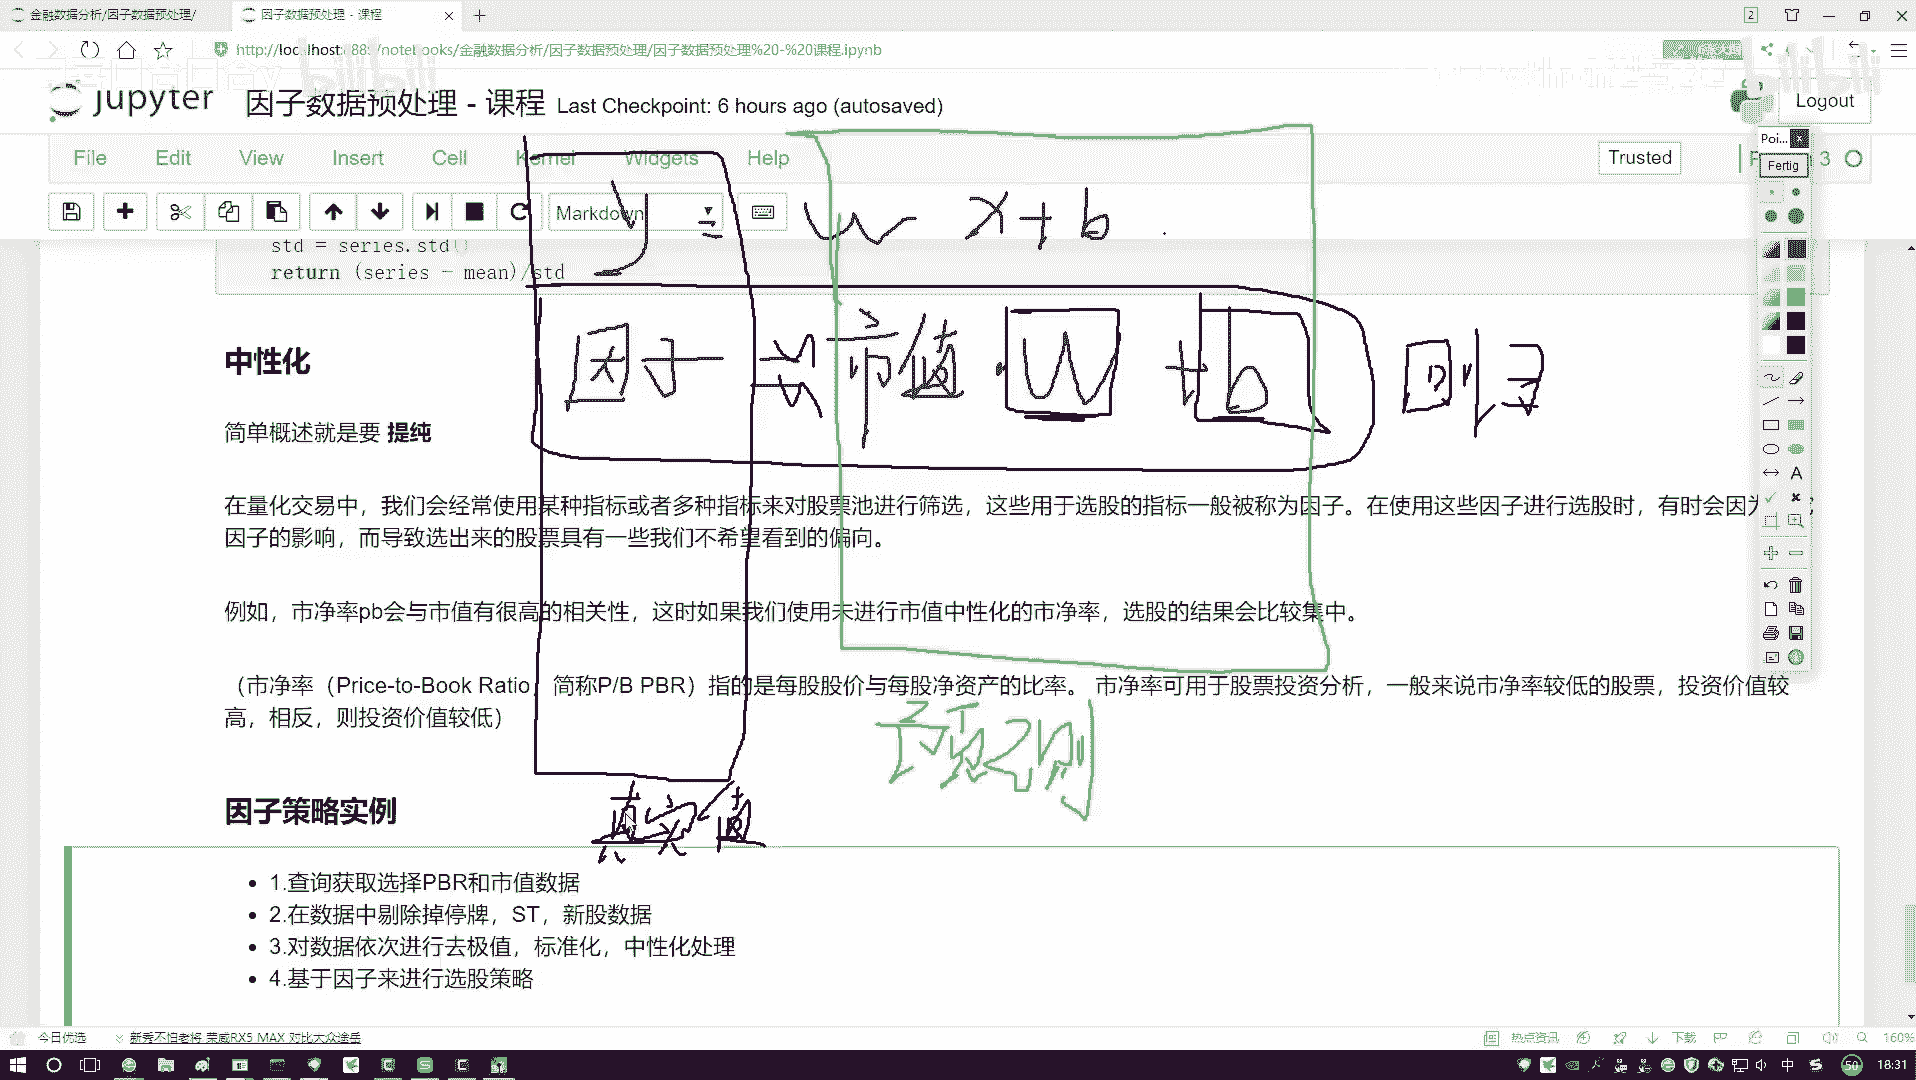 金融数据分析/因子数据预处理/
因子数据预处理 - 课程
2
http://localhost:888/notebooks/金融数据分析/因子数据预处理/因子数据预处理%20-%20课程.ipynb
bilibili
bilibili
jupyter 因子数据预处理 - 课程 Last Checkpoint: 6 hours ago (autosaved)
Logout
File Edit View Insert Cell Kernel Widgets Help
Trusted
3
Markdown
Poi...
Fertig
y = w x + b
std = series.std()
return (series - mean)/std
因子 市值 · W + b 回归
中性化
简单概述就是要 提纯
在量化交易中，我们会经常使用某种指标或者多种指标来对股票池进行筛选，这些用于选股的指标一般被称为因子。在使用这些因子进行选股时，有时会因为
因子的影响，而导致选出来的股票具有一些我们不希望看到的偏向。
例如，市净率pb会与市值有很高的相关性，这时如果我们使用未进行市值中性化的市净率，选股的结果会比较集中。
（市净率（Price-to-Book Ratio，简称P/B PBR）指的是每股股价与每股净资产的比率。 市净率可用于股票投资分析，一般来说市净率较低的股票，投资价值较
高，相反，则投资价值较低）
预测
真实值
因子策略实例
1.查询获取选择PBR和市值数据
2.在数据中剔除掉停牌，ST，新股数据
3.对数据依次进行去极值，标准化，中性化处理
4.基于因子来进行选股策略
今日优选
新秀不怕老将 荣威RX5 MAX 对比大众途岳
热点资讯
下载
160%
中
50
18:31